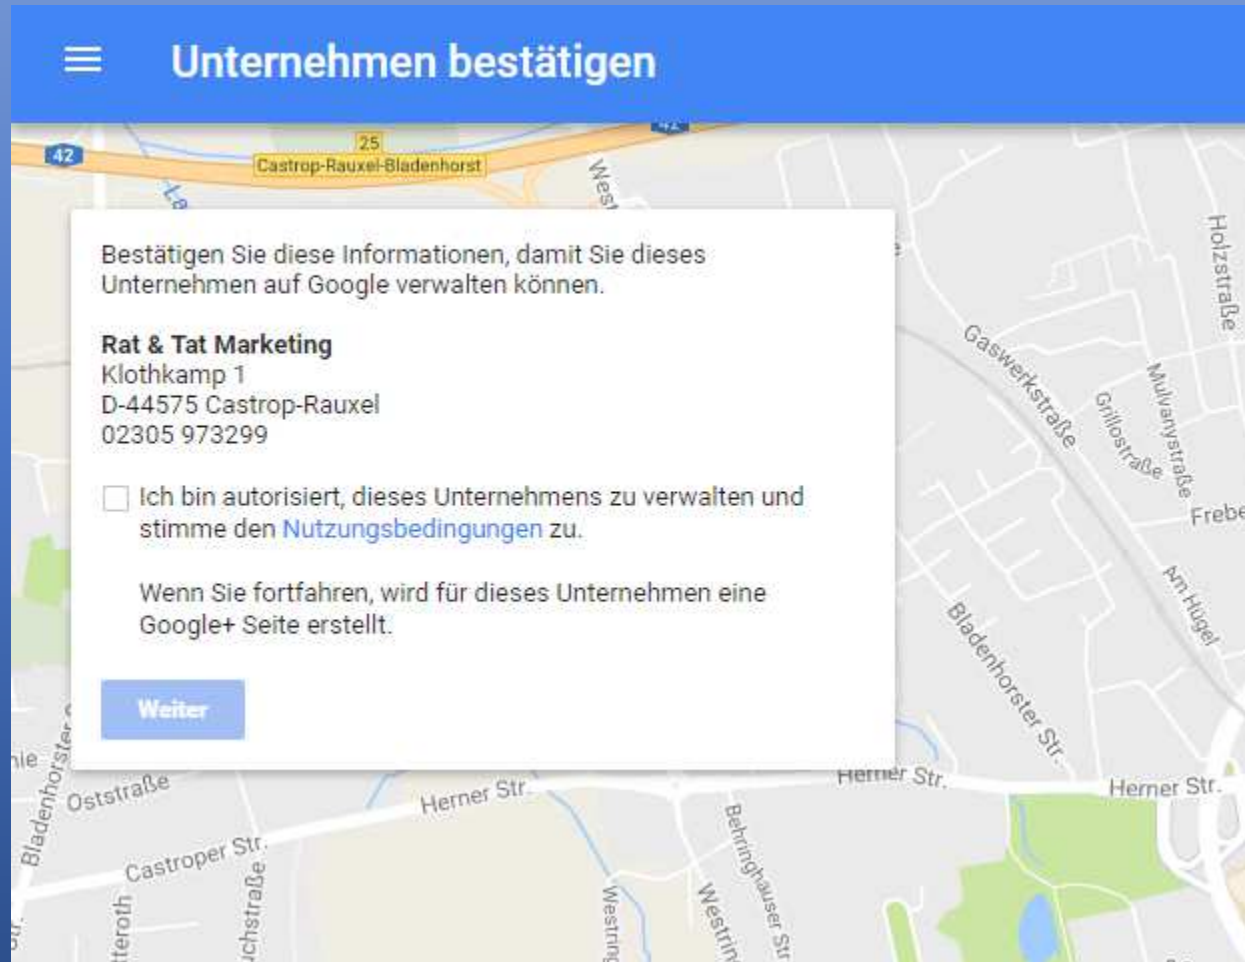 Unternehmen bestätigen
42
25
42
Castrop-Rauxel-Bladenhorst
Holzstraße
Bestätigen Sie diese Informationen, damit Sie dieses
Unternehmen auf Google verwalten können.
Rat & Tat Marketing
Klothkamp 1
D-44575 Castrop-Rauxel
02305 973299
Ich bin autorisiert, dieses Unternehmens zu verwalten und
stimme den Nutzungsbedingungen zu.
Wenn Sie fortfahren, wird für dieses Unternehmen eine
Google+ Seite erstellt.
Weiter
Gaswerkstraße
Grillostraße
Mulvanystraße
Am Hügel
Bladenhorster Str.
Herner Str.
Herner Str.
Herner Str.
Oststraße
Castroper Str.
Behringhauser Str